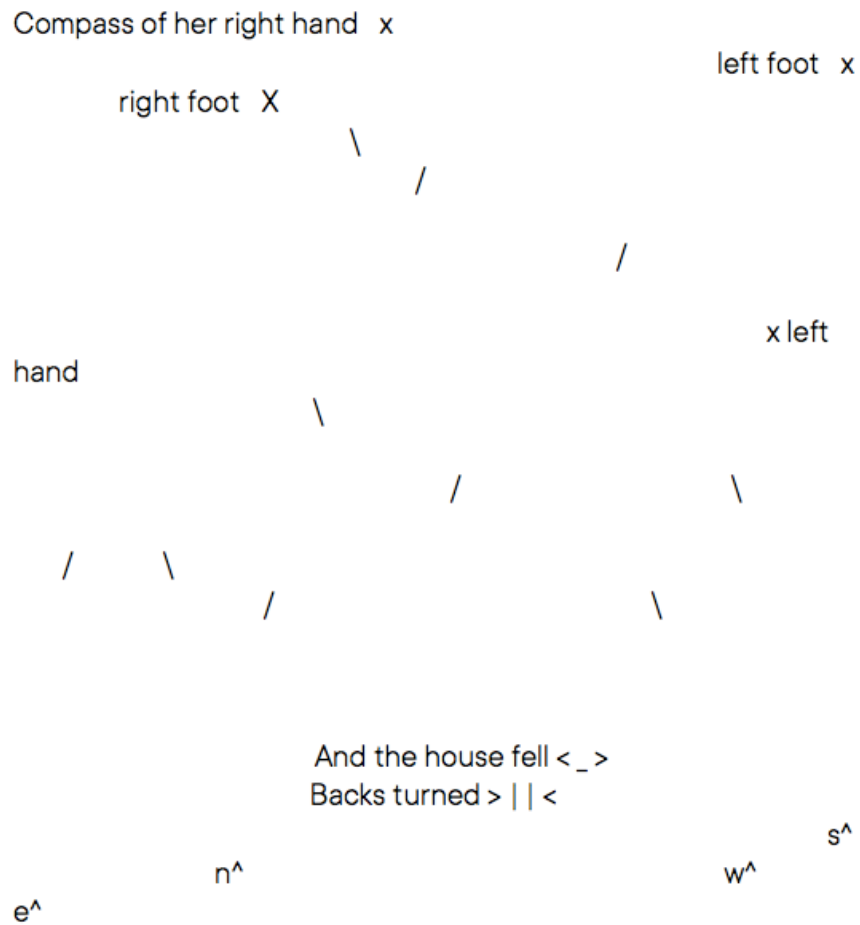 Compass of her right hand x
left foot x
right foot X
\
/
/
x left
hand
\
/ \
/ \
/ \
And the house fell < _ >
Backs turned > | | <
s^
n^ w^
e^